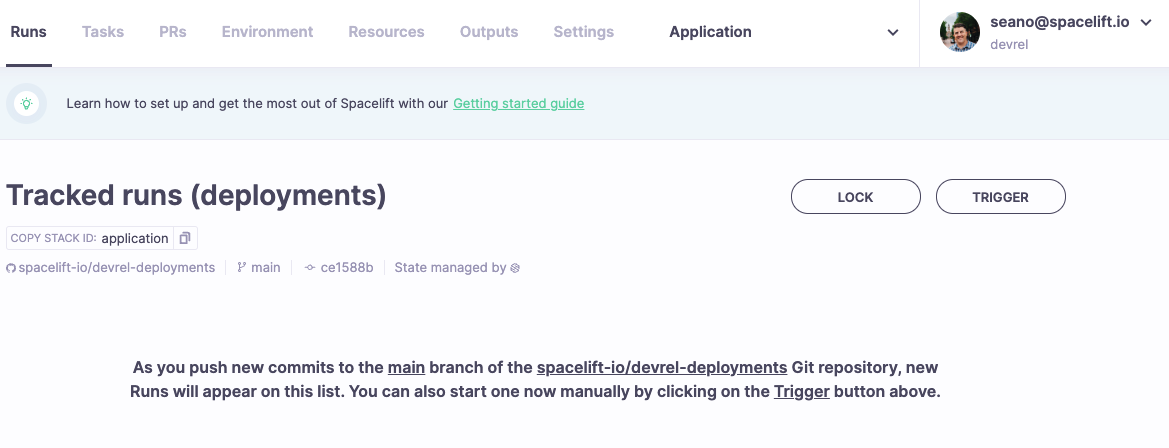 Runs Tasks PRs Environment Resources Outputs Settings Application seano@spacelift.io
devrel
Learn how to set up and get the most out of Spacelift with our Getting started guide
Tracked runs (deployments) LOCK TRIGGER
COPY STACK ID: application
spacelift-io/devrel-deployments main ce1588b State managed by
As you push new commits to the main branch of the spacelift-io/devrel-deployments Git repository, new
Runs will appear on this list. You can also start one now manually by clicking on the Trigger button above.